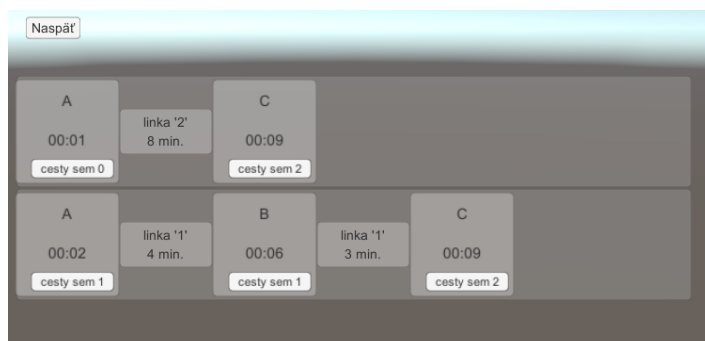 Naspäť
A
00:01
cesty sem 0
linka '2'
8 min.
C
00:09
cesty sem 2
A
00:02
cesty sem 1
linka '1'
4 min.
B
00:06
cesty sem 1
linka '1'
3 min.
C
00:09
cesty sem 2